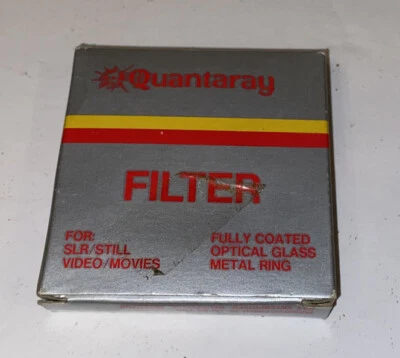 Quantaray
FILTER
FOR:
SLR/STILL
VIDEO/MOVIES
FULLY COATED
OPTICAL GLASS
METAL RING